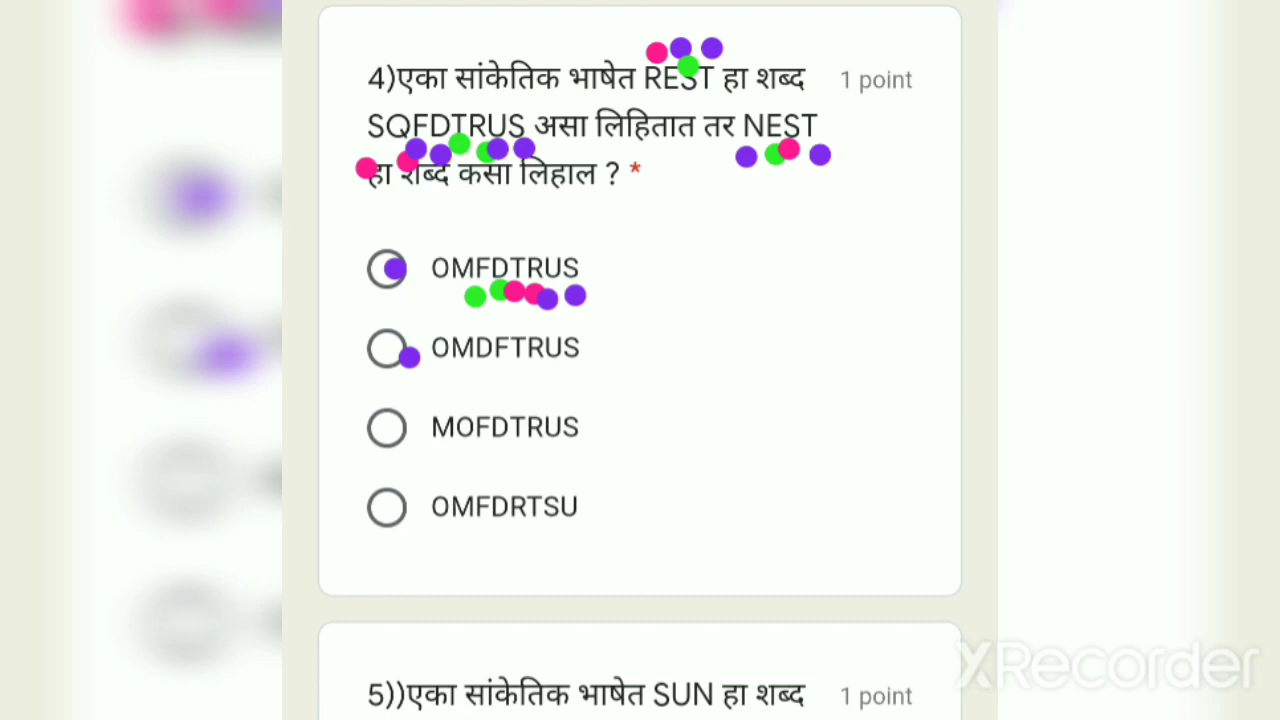 4)एका सांकेतिक भाषेत REST हा शब्द 1 point
SQFDTRUS असा लिहितात तर NEST
हा शब्द कसा लिहाल ? *
OMFDTRUS
OMDFTRUS
MOFDTRUS
OMFDRTSU
5))एका सांकेतिक भाषेत SUN हा शब्द 1 point
XRecorder